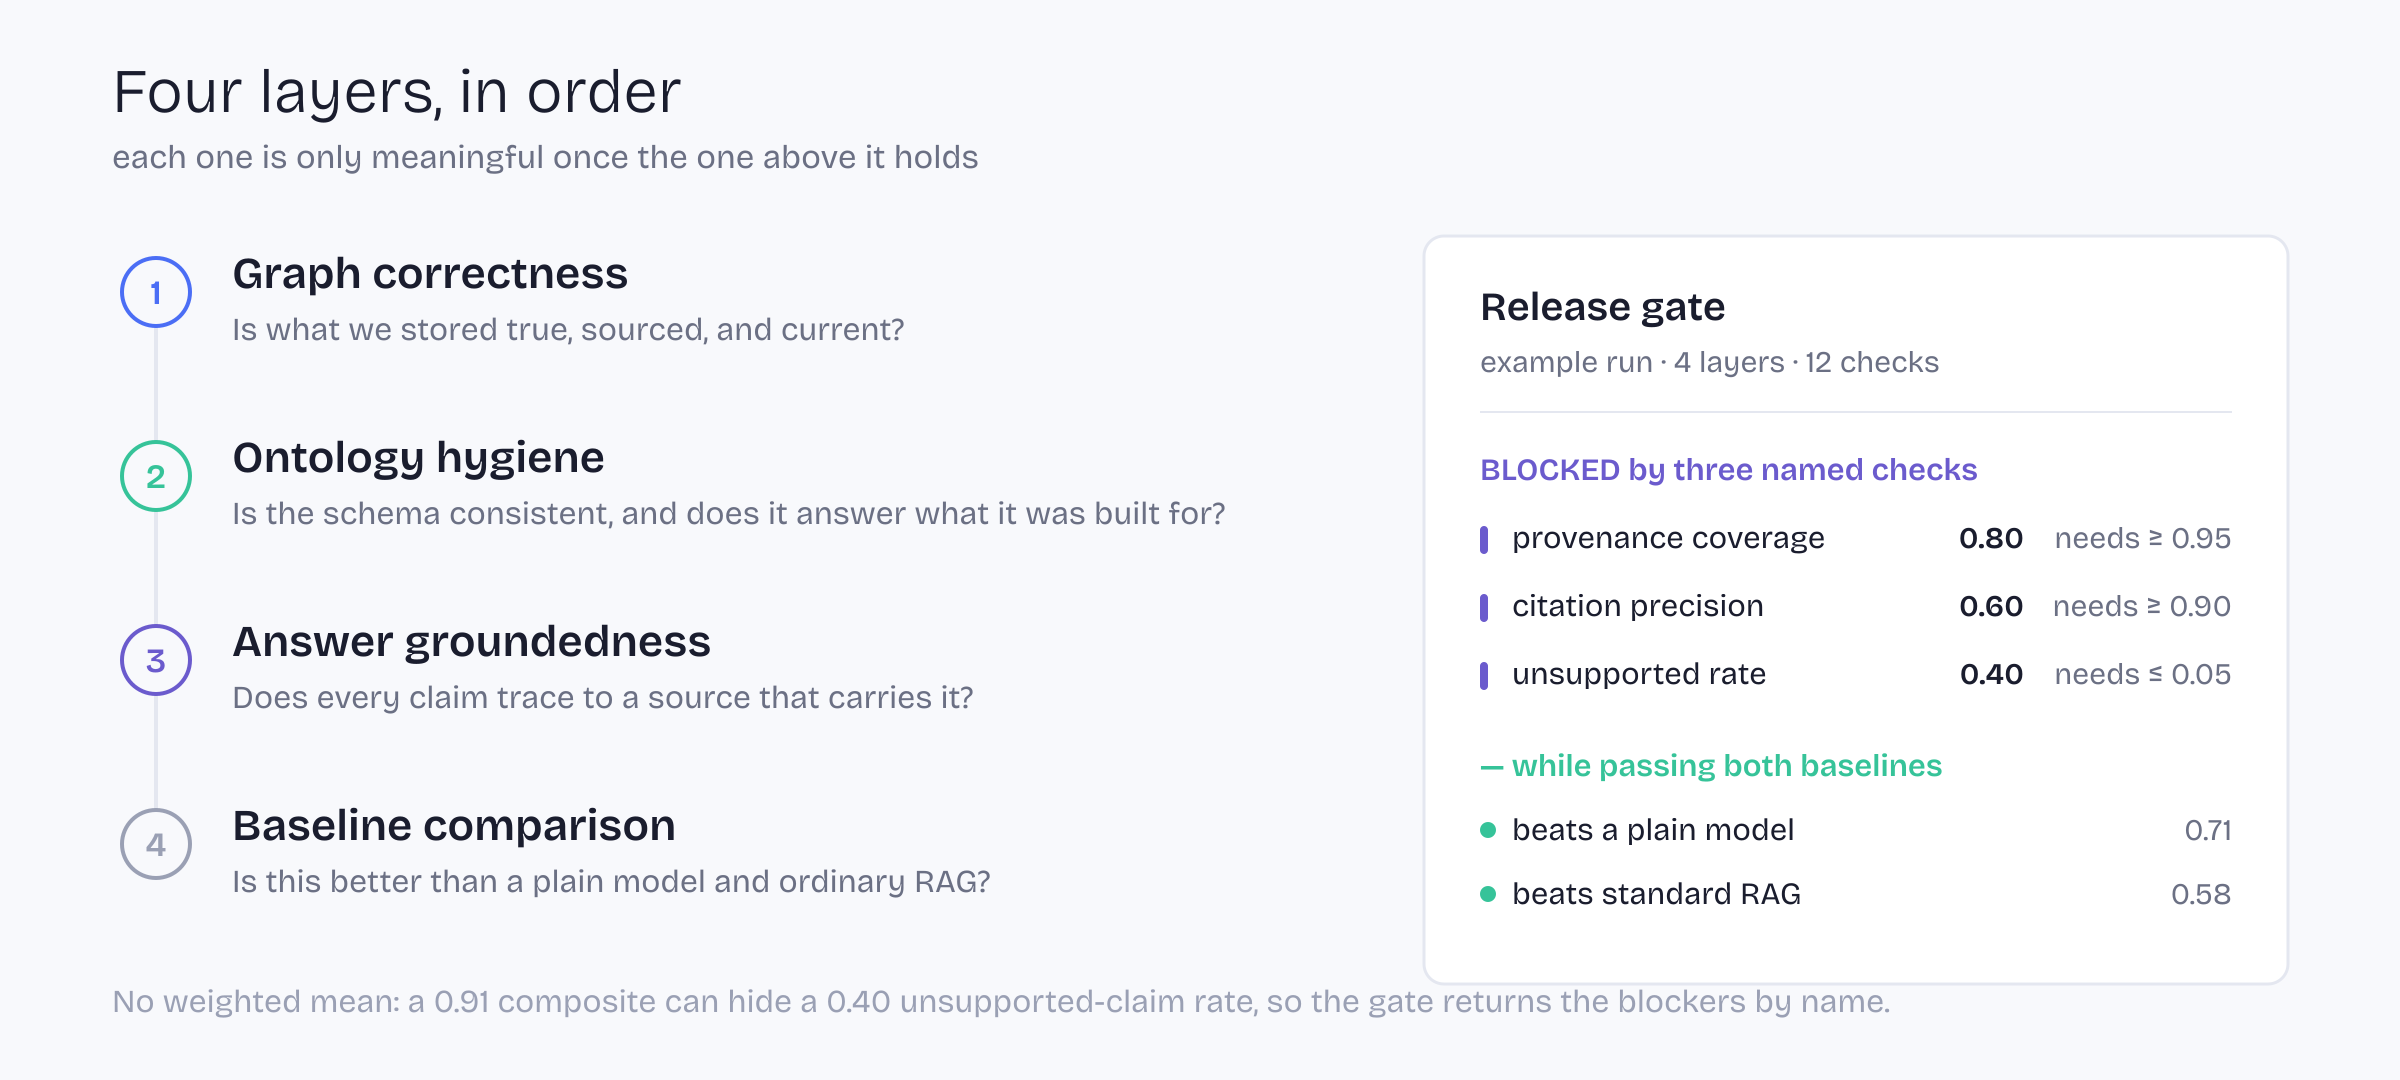 Four layers, in order
each one is only meaningful once the one above it holds
1
Graph correctness
Is what we stored true, sourced, and current?
2
Ontology hygiene
Is the schema consistent, and does it answer what it was built for?
3
Answer groundedness
Does every claim trace to a source that carries it?
4
Baseline comparison
Is this better than a plain model and ordinary RAG?
Release gate
example run · 4 layers · 12 checks
BLOCKED by three named checks
provenance coverage 0.80 needs ≥ 0.95
citation precision 0.60 needs ≥ 0.90
unsupported rate 0.40 needs ≤ 0.05
— while passing both baselines
beats a plain model 0.71
beats standard RAG 0.58
No weighted mean: a 0.91 composite can hide a 0.40 unsupported-claim rate, so the gate returns the blockers by name.